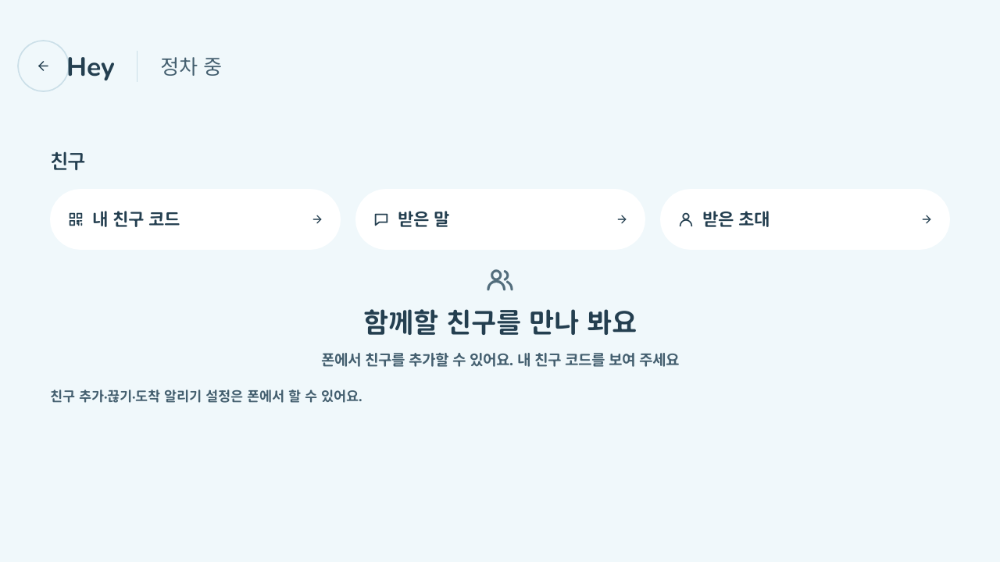 Hey
정차 중
친구
내 친구 코드
받은 말
받은 초대
함께할 친구를 만나 봐요
폰에서 친구를 추가할 수 있어요. 내 친구 코드를 보여 주세요
친구 추가·끊기·도착 알리기 설정은 폰에서 할 수 있어요.